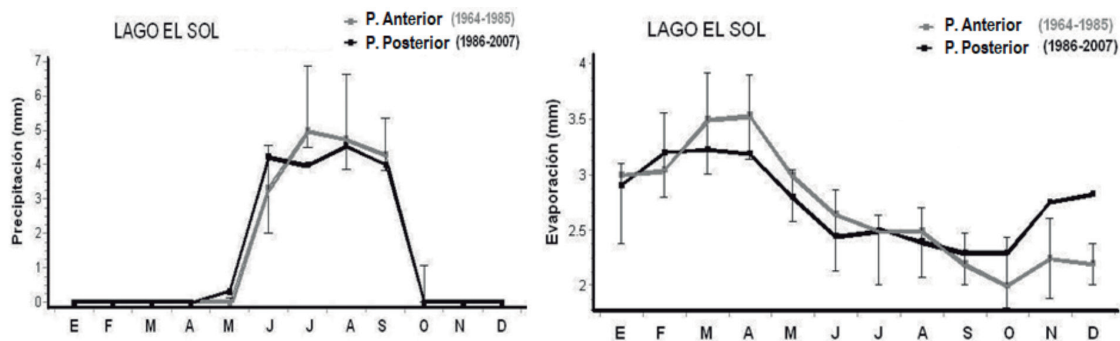 LAGO EL SOL
P. Anterior (1964-1985)
P. Posterior (1986-2007)
Precipitación (mm)
7
6
5
4
3
2
1
0
E F M A M J J A S O N D
LAGO EL SOL
P. Anterior (1964-1985)
P. Posterior (1986-2007)
Evaporación (mm)
4
3.5
3
2.5
2
E F M A M J J A S O N D